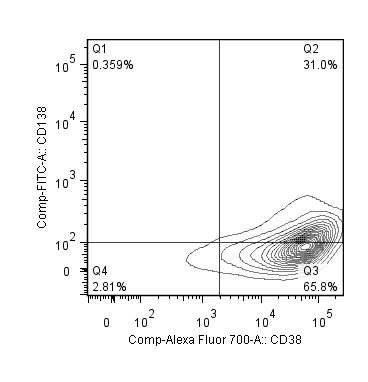 Q1
0.359%
Q2
31.0%
Q4
2.81%
Q3
65.8%
10^5
10^4
10^3
10^2
0
0 10^2 10^3 10^4 10^5
Comp-FITC-A:: CD138
Comp-Alexa Fluor 700-A:: CD38